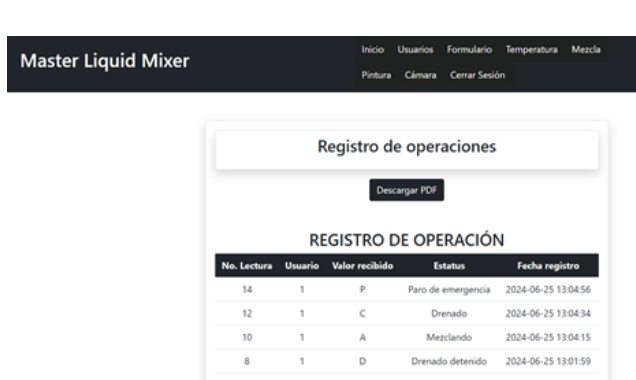 Master Liquid Mixer
Inicio Usuarios Formulario Temperatura Mezcla
Pintura Cámara Cerrar Sesión
Registro de operaciones
Descargar PDF
REGISTRO DE OPERACIÓN
No. Lectura Usuario Valor recibido Estatus Fecha registro
14 1 P Paro de emergencia 2024-06-25 13:04:56
12 1 C Drenado 2024-06-25 13:04:34
10 1 A Mezclando 2024-06-25 13:04:15
8 1 D Drenado detenido 2024-06-25 13:01:59